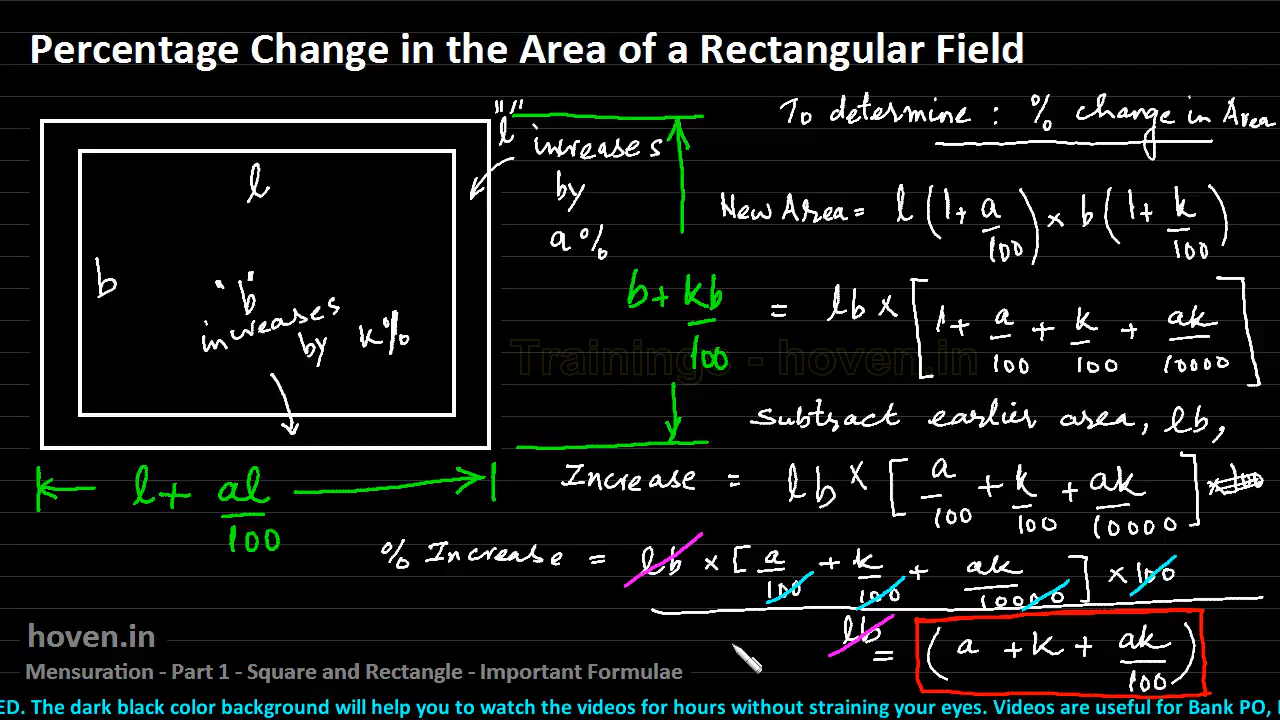 Percentage Change in the Area of a Rectangular Field
To determine : % change in Area
"l"
increases
by
a%
l
b
"b"
increases
by k%
b + kb/100
l + al/100
New Area = l (1 + a/100) × b (1 + k/100)
= lb × [1 + a/100 + k/100 + ak/10000]
Trainings - hoven.in
Subtract earlier area, lb,
Increase = lb × [a/100 + k/100 + ak/10000]
% Increase = lb × [a/100 + k/100 + ak/10000] × 100
lb
= (a + k + ak/100)
hoven.in
Mensuration - Part 1 - Square and Rectangle - Important Formulae
ED. The dark black color background will help you to watch the videos for hours without straining your eyes. Videos are useful for Bank PO,